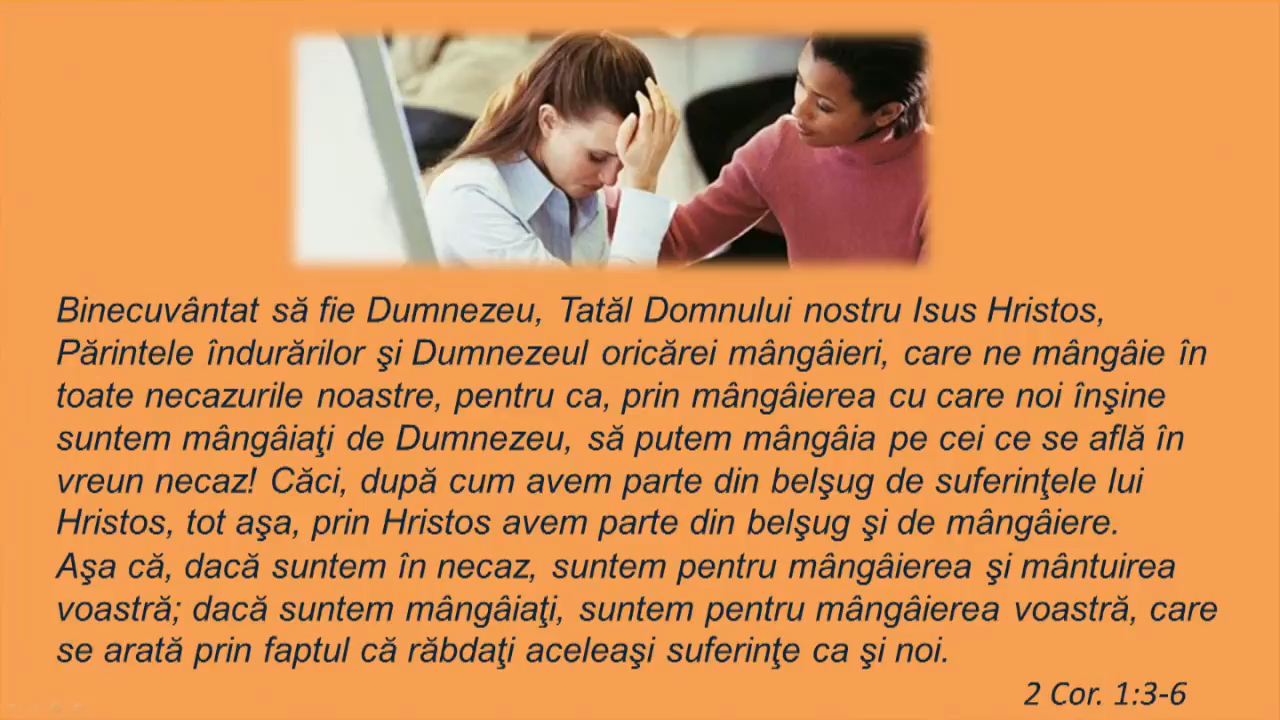 Binecuvântat să fie Dumnezeu, Tatăl Domnului nostru Isus Hristos,
Părintele îndurărilor şi Dumnezeul oricărei mângâieri, care ne mângâie în
toate necazurile noastre, pentru ca, prin mângâierea cu care noi înşine
suntem mângâiaţi de Dumnezeu, să putem mângâia pe cei ce se află în
vreun necaz! Căci, după cum avem parte din belşug de suferinţele lui
Hristos, tot aşa, prin Hristos avem parte din belşug şi de mângâiere.
Aşa că, dacă suntem în necaz, suntem pentru mângâierea şi mântuirea
voastră; dacă suntem mângâiaţi, suntem pentru mângâierea voastră, care
se arată prin faptul că răbdaţi aceleaşi suferinţe ca şi noi.
2 Cor. 1:3-6